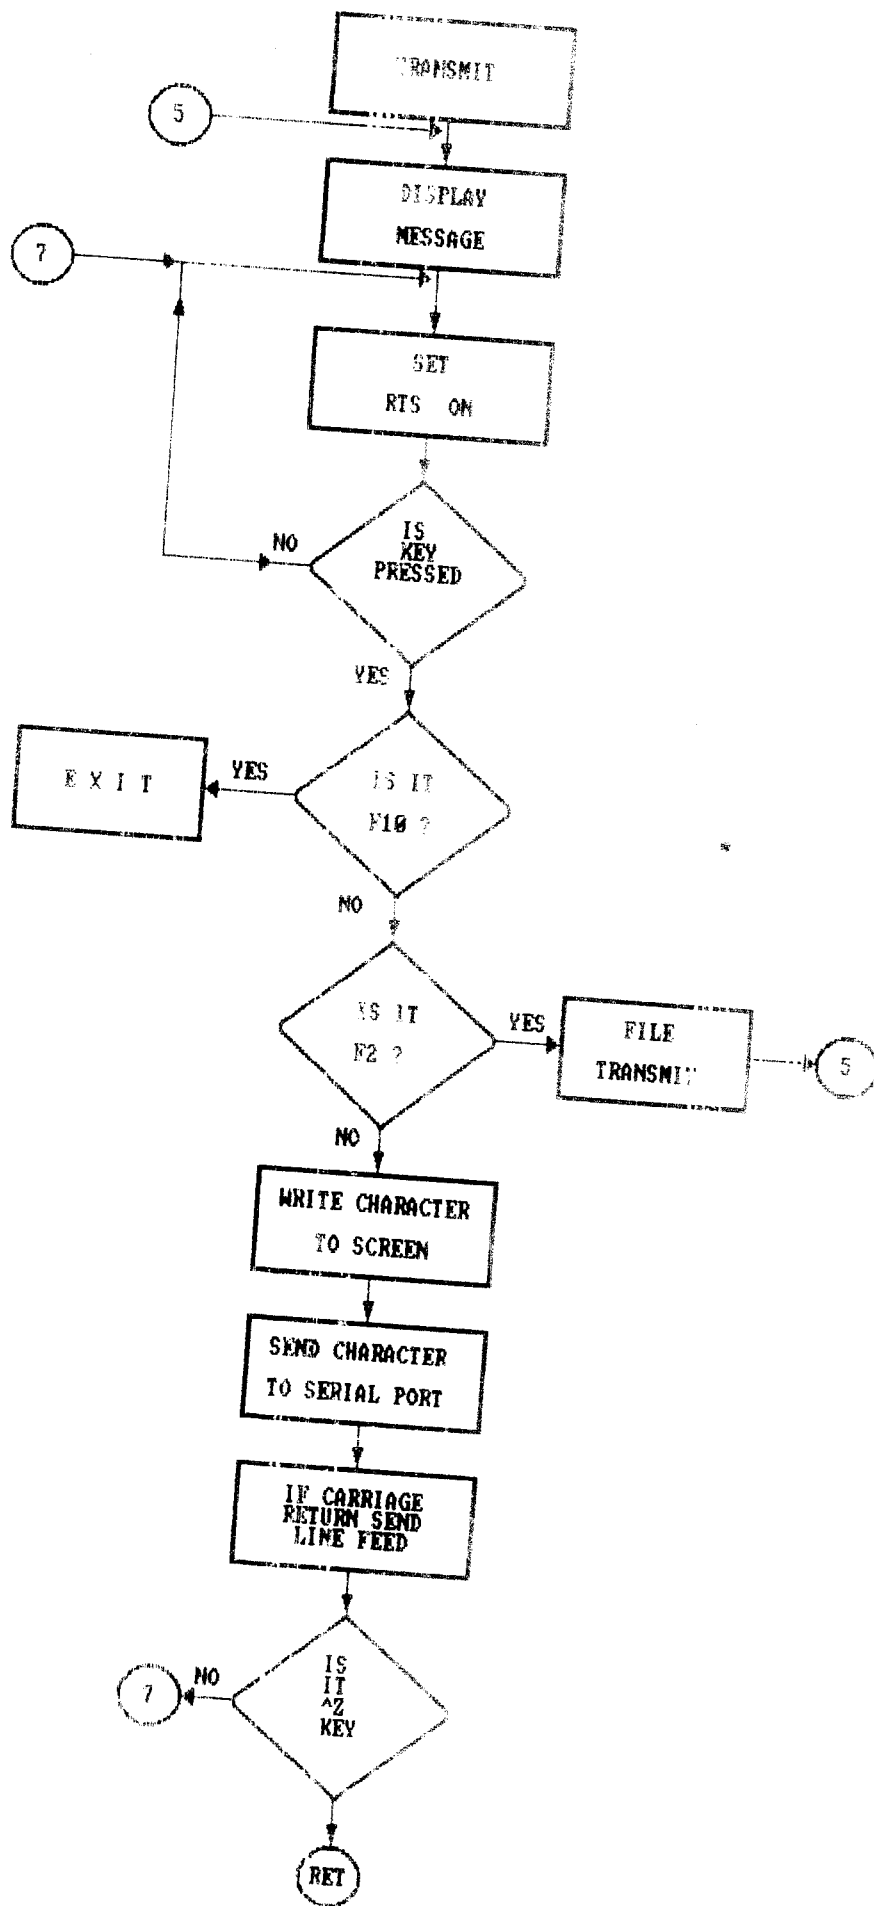 TRANSMIT
5
DISPLAY
MESSAGE
7
SET
RTS ON
IS
KEY
PRESSED
NO
YES
E X I T
YES
IS IT
F10 ?
NO
IS IT
F2 ?
YES
FILE
TRANSMIT
5
NO
WRITE CHARACTER
TO SCREEN
SEND CHARACTER
TO SERIAL PORT
IF CARRIAGE
RETURN SEND
LINE FEED
IS
IT
^Z
KEY
NO
7
RET